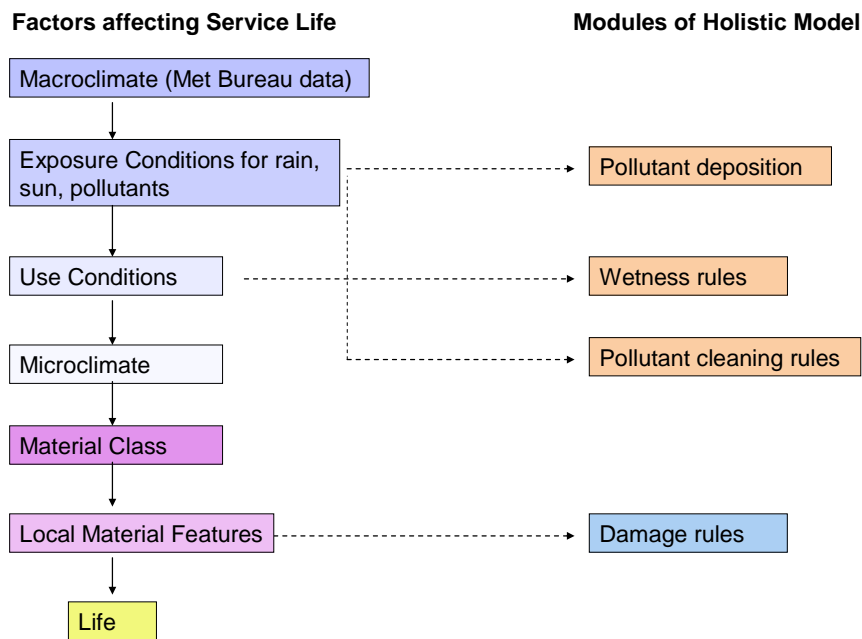 Factors affecting Service Life
Modules of Holistic Model
Macroclimate (Met Bureau data)
Exposure Conditions for rain,
sun, pollutants
Pollutant deposition
Use Conditions
Wetness rules
Microclimate
Pollutant cleaning rules
Material Class
Local Material Features
Damage rules
Life